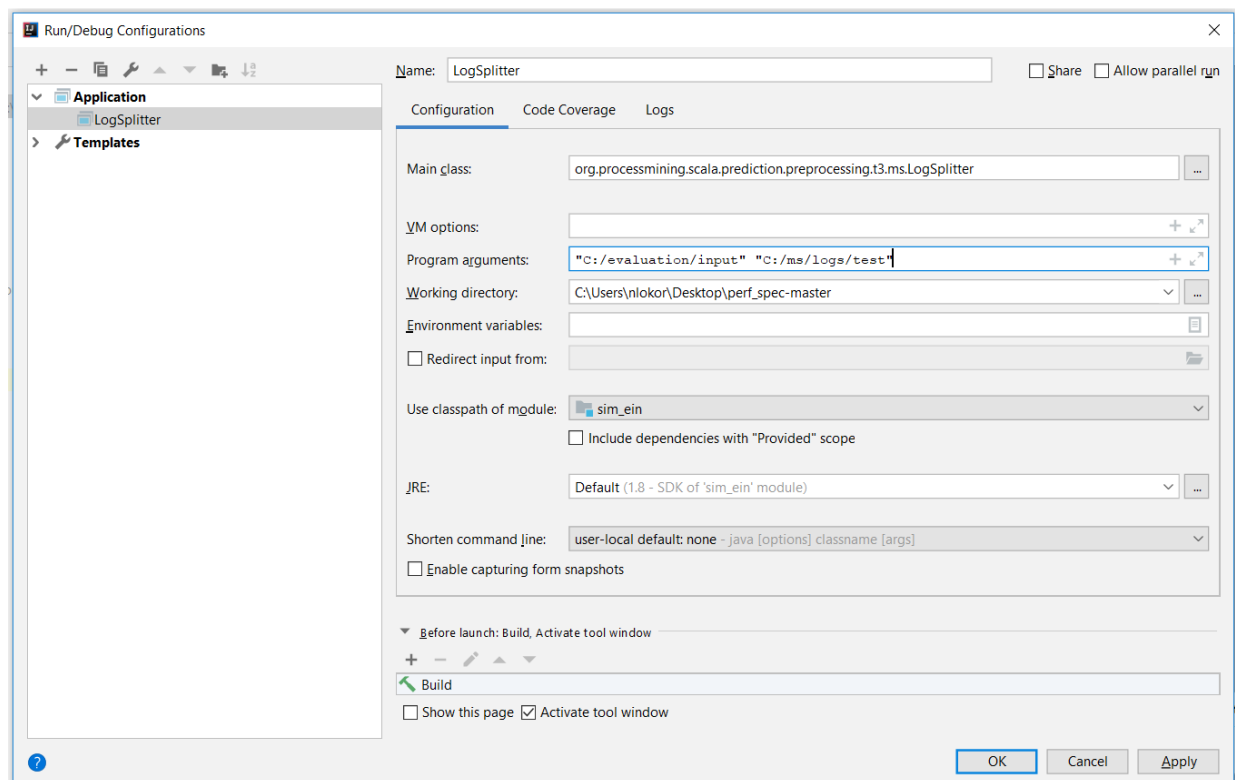 Run/Debug Configurations
Application
LogSplitter
Templates
Name: LogSplitter
Share Allow parallel run
Configuration Code Coverage Logs
Main class: org.processmining.scala.prediction.preprocessing.t3.ms.LogSplitter ...
VM options:
Program arguments: "C:/evaluation/input" "C:/ms/logs/test"
Working directory: C:\Users\nlokor\Desktop\perf_spec-master ...
Environment variables:
Redirect input from:
Use classpath of module: sim_ein
Include dependencies with "Provided" scope
JRE: Default (1.8 - SDK of 'sim_ein' module) ...
Shorten command line: user-local default: none - java [options] classname [args]
Enable capturing form snapshots
Before launch: Build, Activate tool window
Build
Show this page Activate tool window
? OK Cancel Apply